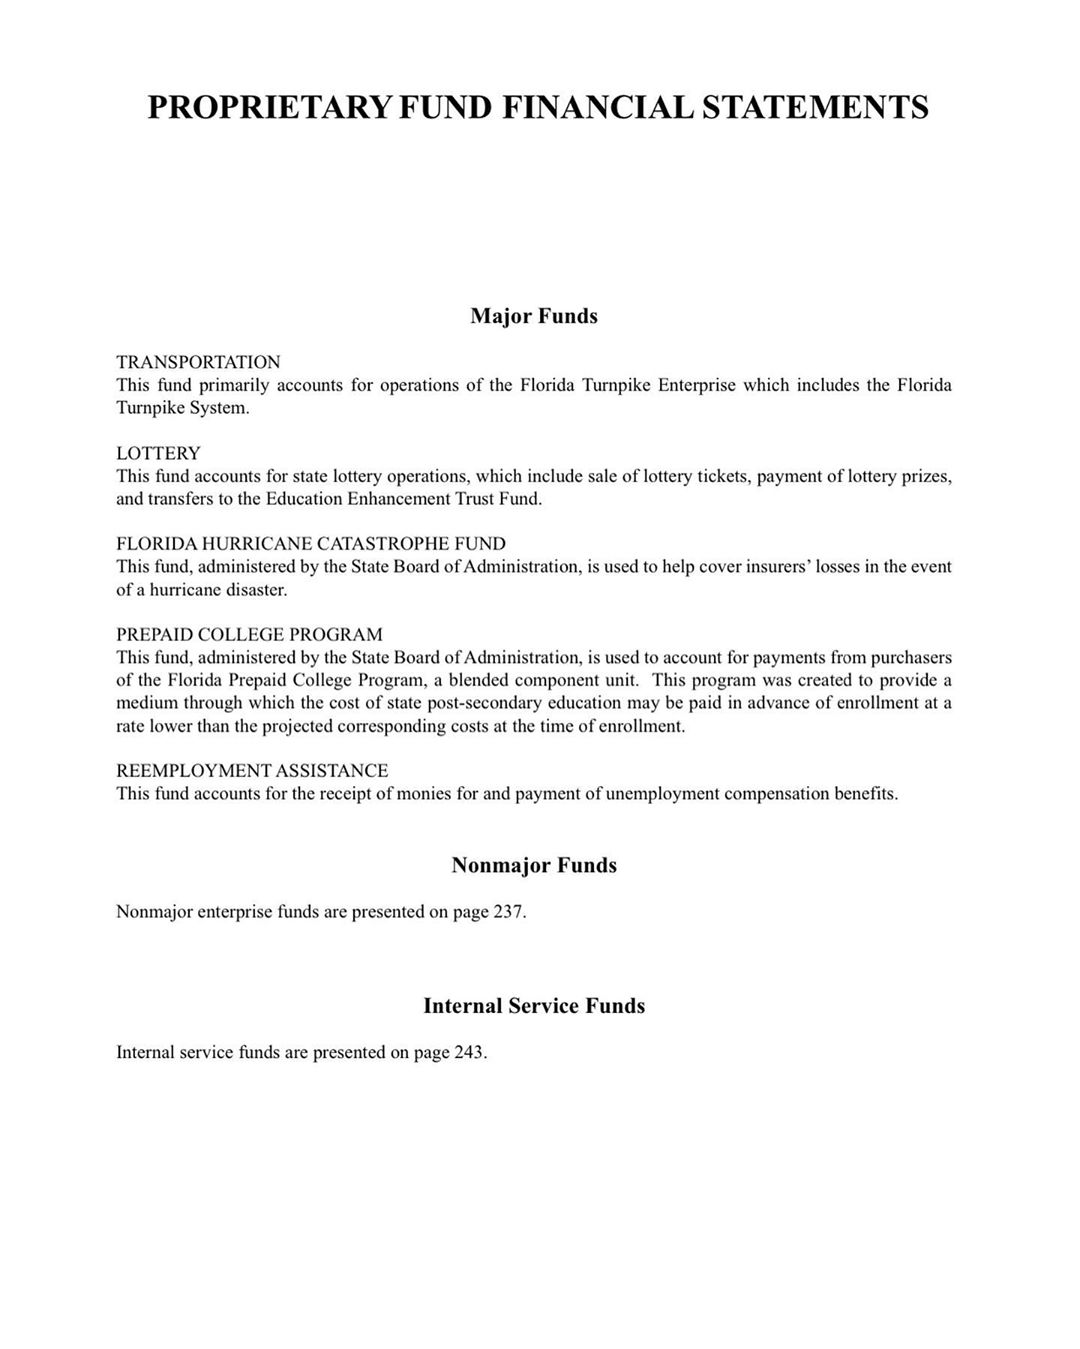 PROPRIETARY FUND FINANCIAL STATEMENTS
Major Funds
TRANSPORTATION
This fund primarily accounts for operations of the Florida Turnpike Enterprise which includes the Florida
Turnpike System.
LOTTERY
This fund accounts for state lottery operations, which include sale of lottery tickets, payment of lottery prizes,
and transfers to the Education Enhancement Trust Fund.
FLORIDA HURRICANE CATASTROPHE FUND
This fund, administered by the State Board of Administration, is used to help cover insurers’ losses in the event
of a hurricane disaster.
PREPAID COLLEGE PROGRAM
This fund, administered by the State Board of Administration, is used to account for payments from purchasers
of the Florida Prepaid College Program, a blended component unit.  This program was created to provide a
medium through which the cost of state post-secondary education may be paid in advance of enrollment at a
rate lower than the projected corresponding costs at the time of enrollment.
REEMPLOYMENT ASSISTANCE
This fund accounts for the receipt of monies for and payment of unemployment compensation benefits.
Nonmajor Funds
Nonmajor enterprise funds are presented on page 237.
Internal Service Funds
Internal service funds are presented on page 243.